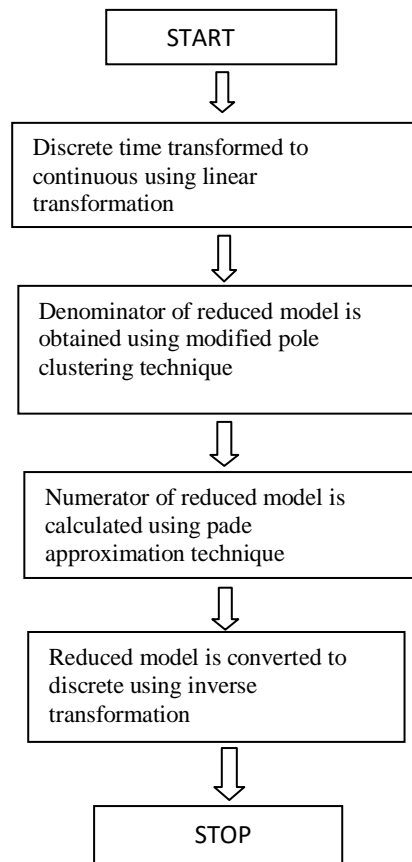 START
Discrete time transformed to
continuous using linear
transformation
Denominator of reduced model is
obtained using modified pole
clustering technique
Numerator of reduced model is
calculated using pade
approximation technique
Reduced model is converted to
discrete using inverse
transformation
STOP